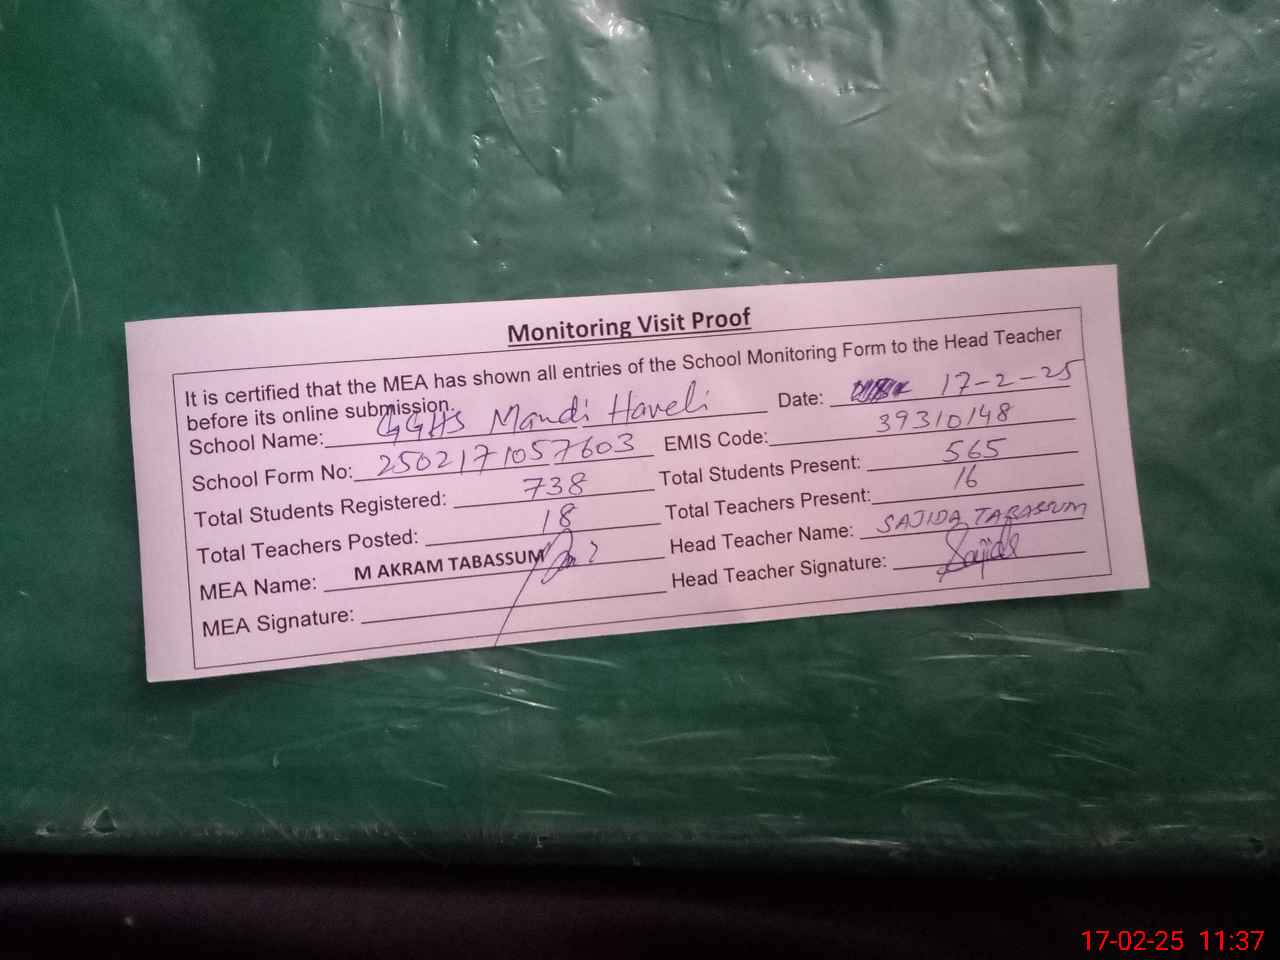 Monitoring Visit Proof
It is certified that the MEA has shown all entries of the School Monitoring Form to the Head Teacher
before its online submission.
School Name: GGHS Mandi Haveli Date: 17-2-25
School Form No: 2502171057603 EMIS Code: 39310148
Total Students Registered: 738 Total Students Present: 565
Total Teachers Posted: 18 Total Teachers Present: 16
MEA Name: M AKRAM TABASSUM Head Teacher Name: SAJIDA TABASSUM
MEA Signature: Head Teacher Signature: Sajida
17-02-25 11:37